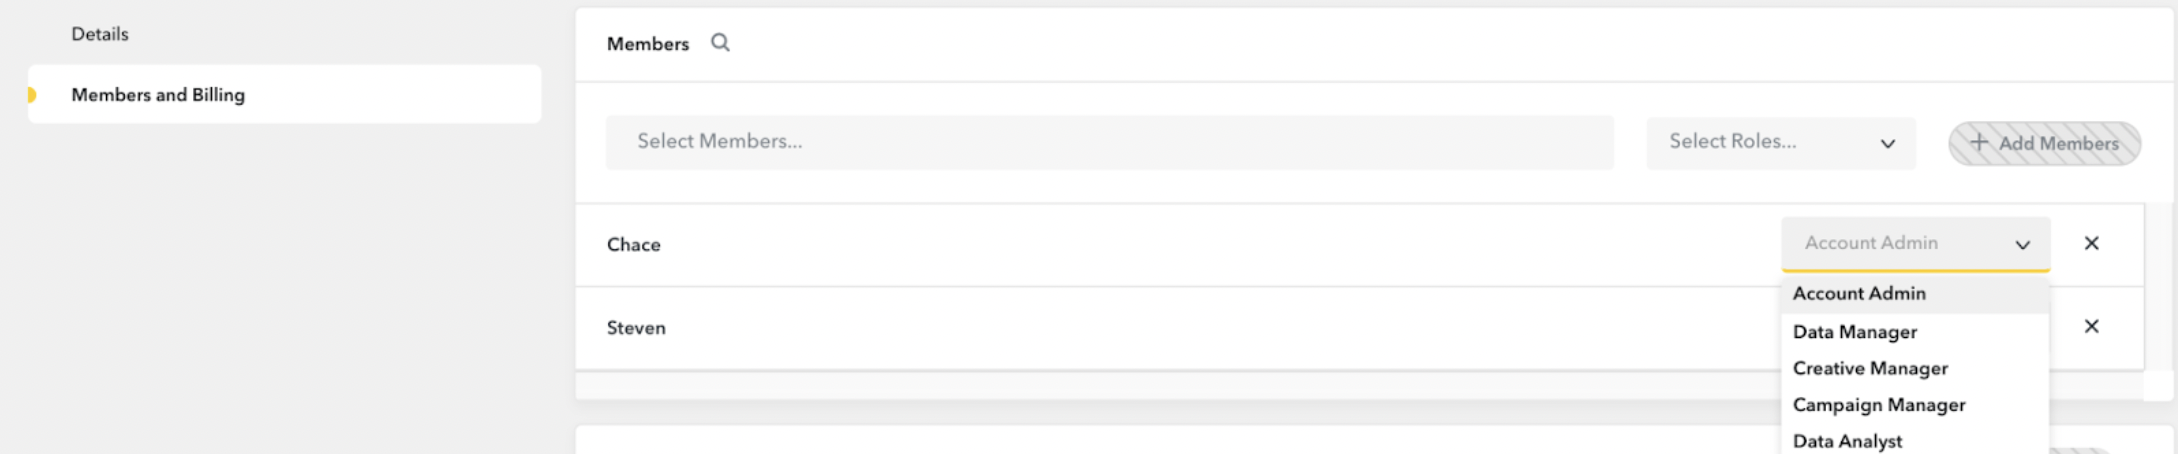 Details
Members and Billing
Members
Select Members...
Select Roles...
+ Add Members
Chace
Account Admin
Steven
Account Admin
Data Manager
Creative Manager
Campaign Manager
Data Analyst